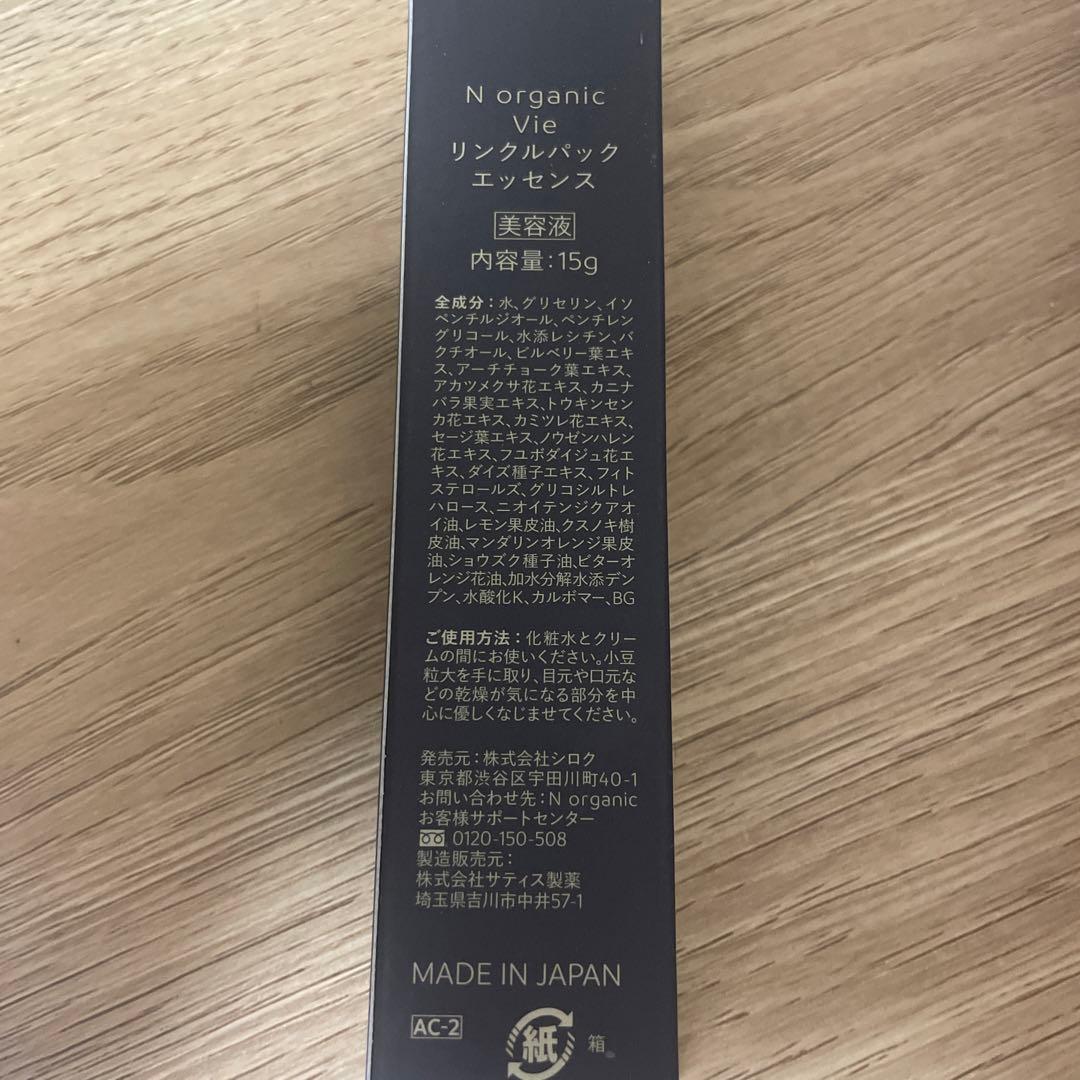 N organic
Vie
リンクルパック
エッセンス
美容液
内容量：15g
全成分：水、グリセリン、イソ
ペンチルジオール、ペンチレン
グリコール、水添レシチン、バ
クチオール、ビルベリー葉エキ
ス、アーチチョーク葉エキス、
アカツメクサ花エキス、カニナ
バラ果実エキス、トウキンセン
カ花エキス、カミツレ花エキス、
セージ葉エキス、ノウゼンハレン
花エキス、フユボダイジュ花エ
キス、ダイズ種子エキス、フィト
ステロールズ、グリコシルトレ
ハロース、ニオイテンジクアオ
イ油、レモン果皮油、クスノキ樹
皮油、マンダリンオレンジ果皮
油、ショウズク種子油、ビターオ
レンジ花油、加水分解水添デン
プン、水酸化K、カルボマー、BG
ご使用方法：化粧水とクリー
ムの間にお使いください。小豆
粒大を手に取り、目元や口元な
どの乾燥が気になる部分を中
心に優しくなじませてください。
発売元：株式会社シロク
東京都渋谷区宇田川町40-1
お問い合わせ先：N organic
お客様サポートセンター
0120-150-508
製造販売元：
株式会社サティス製薬
埼玉県吉川市中井57-1
MADE IN JAPAN
AC-2
紙 箱